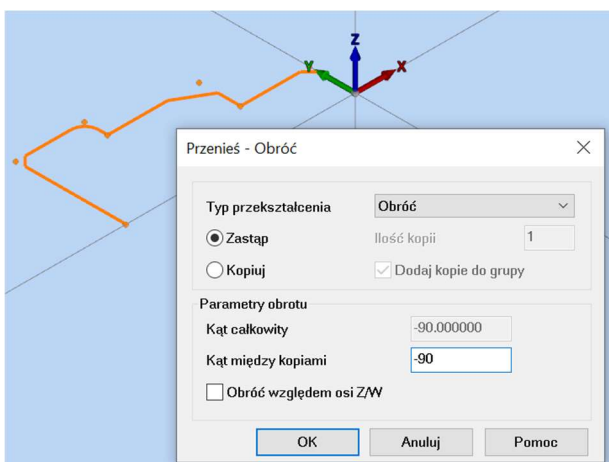 Z
Y
X
Przenieś - Obróć
Typ przekształcenia Obróć
Zastąp Ilość kopii 1
Kopiuj Dodaj kopie do grupy
Parametry obrotu
Kąt całkowity -90.000000
Kąt między kopiami -90
Obróć względem osi Z/W
OK Anuluj Pomoc